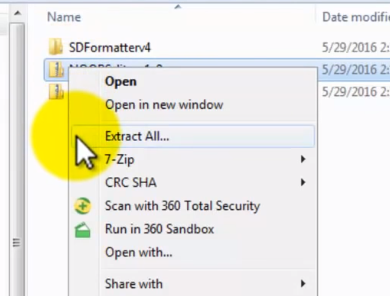 Name
Date modifi
SDFormatterv4
5/29/2016 2:
5/29/2016 2:
5/29/2016 2:
Open
Open in new window
Extract All...
7-Zip
CRC SHA
Scan with 360 Total Security
Run in 360 Sandbox
Open with...
Share with